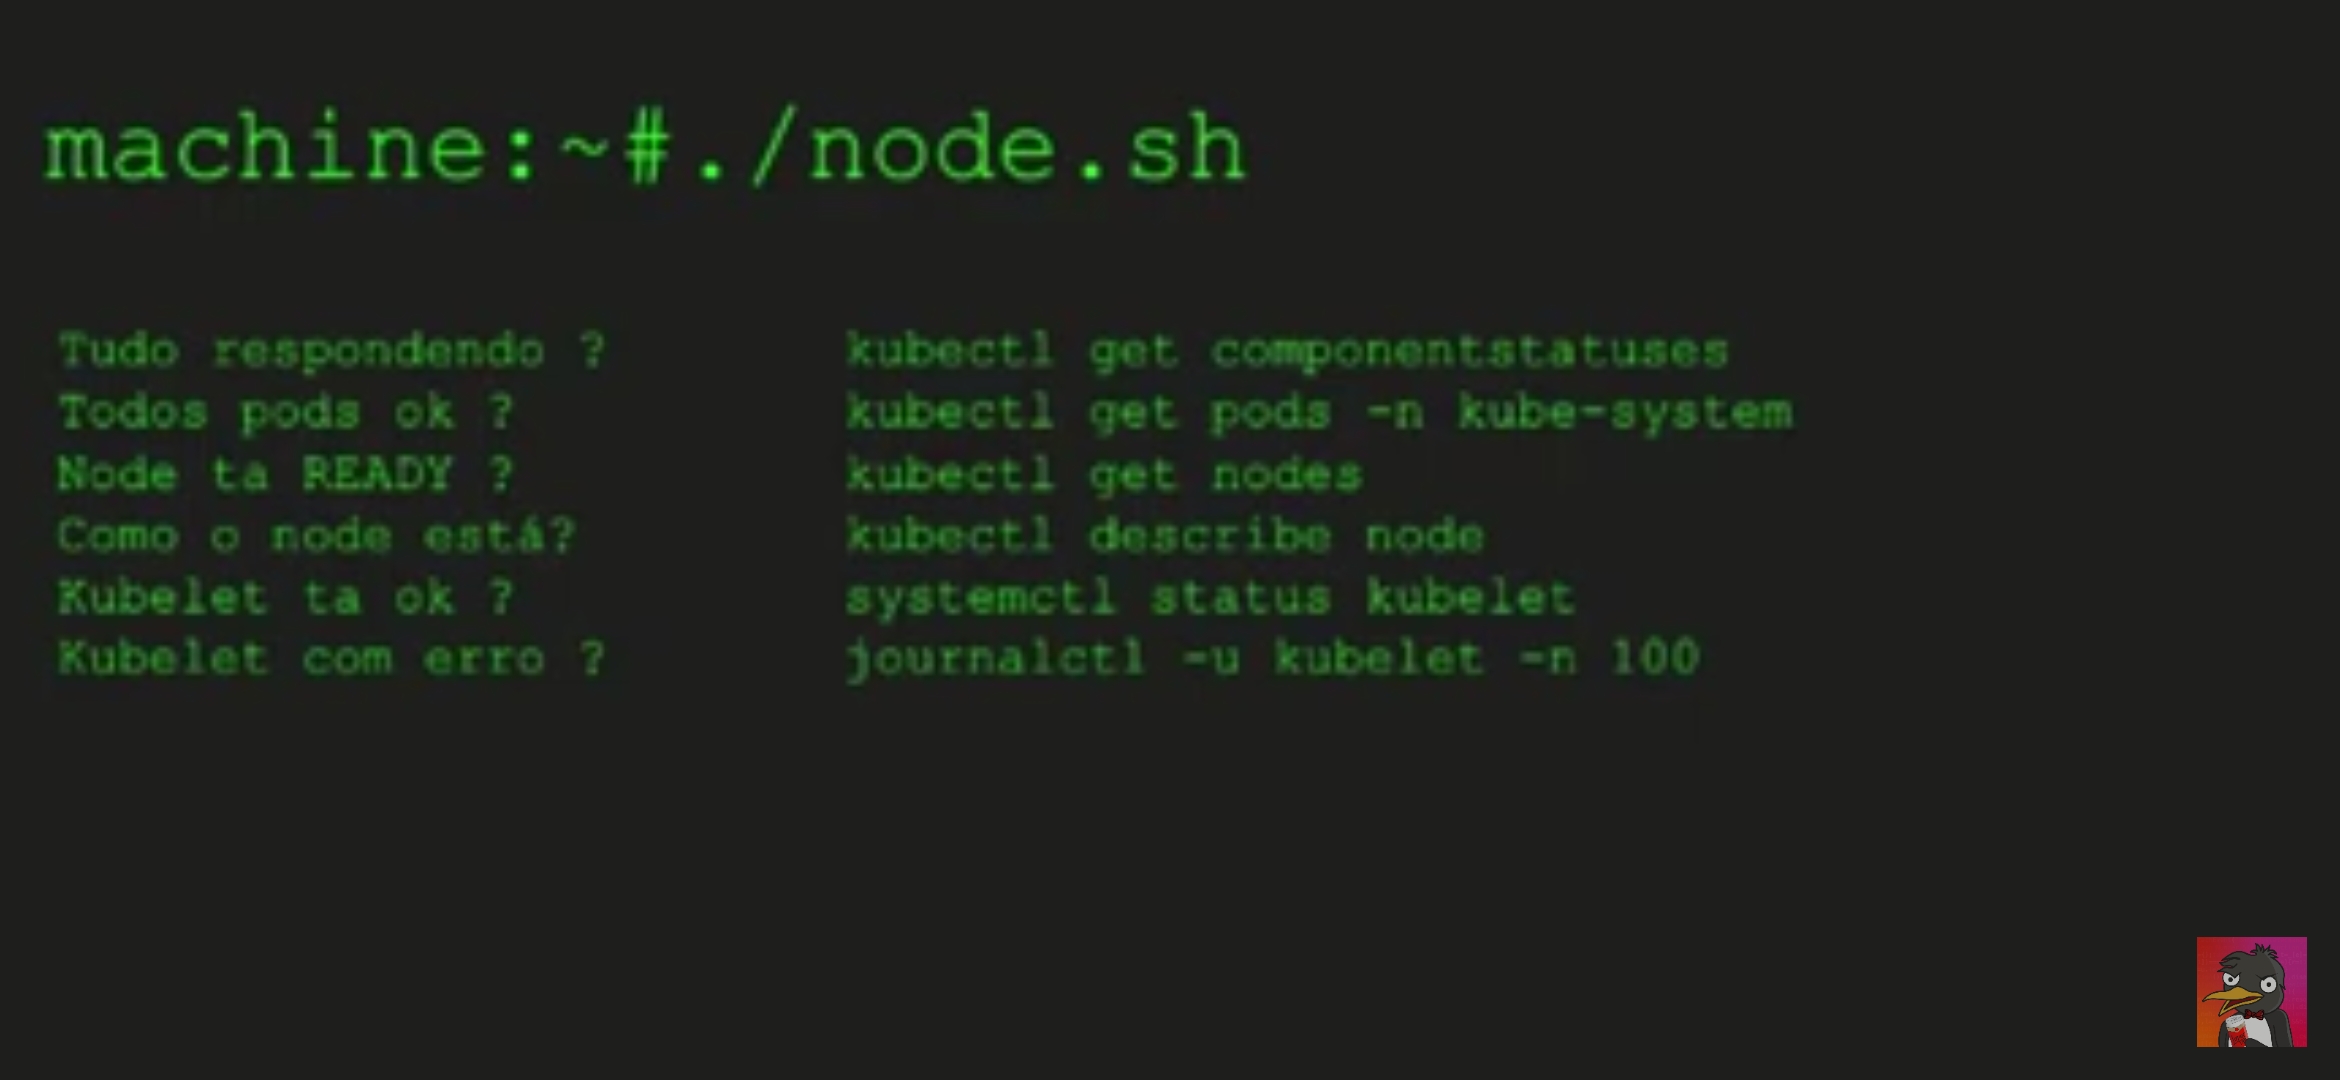 machine:~#./node.sh
Tudo respondendo ? kubectl get componentstatuses
Todos pods ok ? kubectl get pods -n kube-system
Node ta READY ? kubectl get nodes
Como o node está? kubectl describe node
Kubelet ta ok ? systemctl status kubelet
Kubelet com erro ? journalctl -u kubelet -n 100